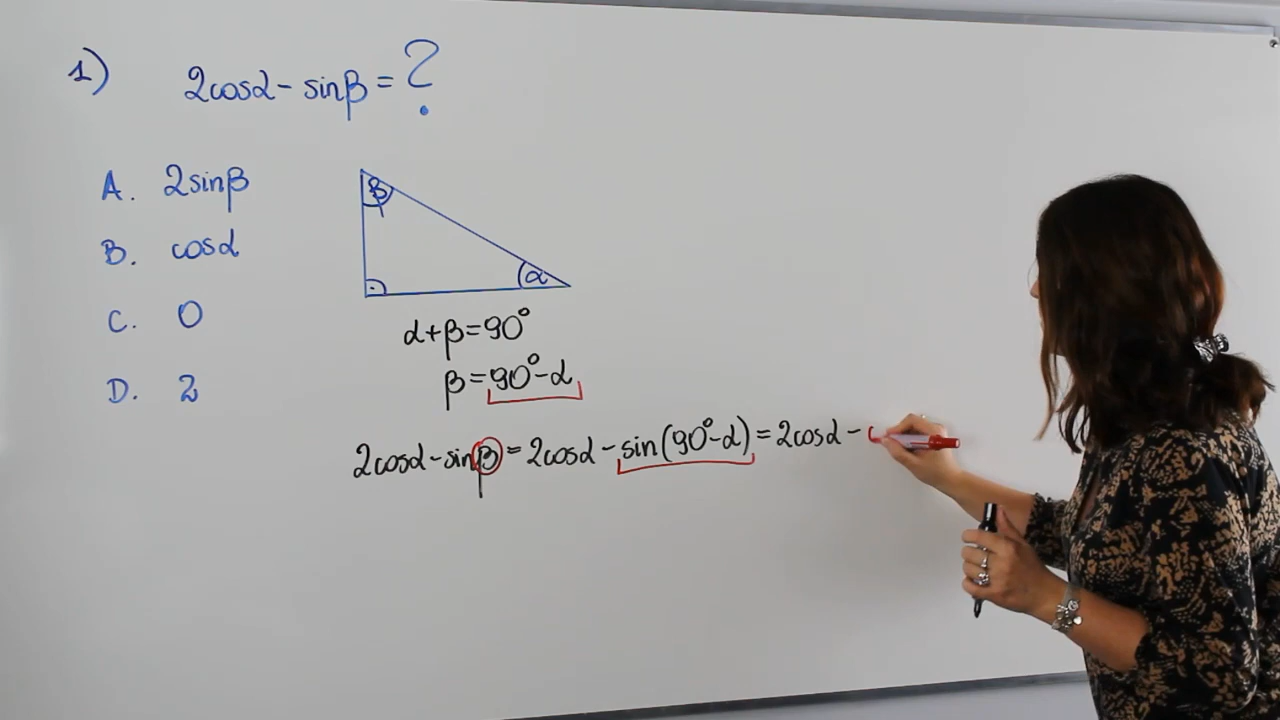 1) 2cosα - sinβ = ?
A. 2sinβ
B. cosα
C. 0
D. 2
β
α
α+β=90°
β=90°-α
2cosα-sinβ=2cosα-sin(90°-α)=2cosα-